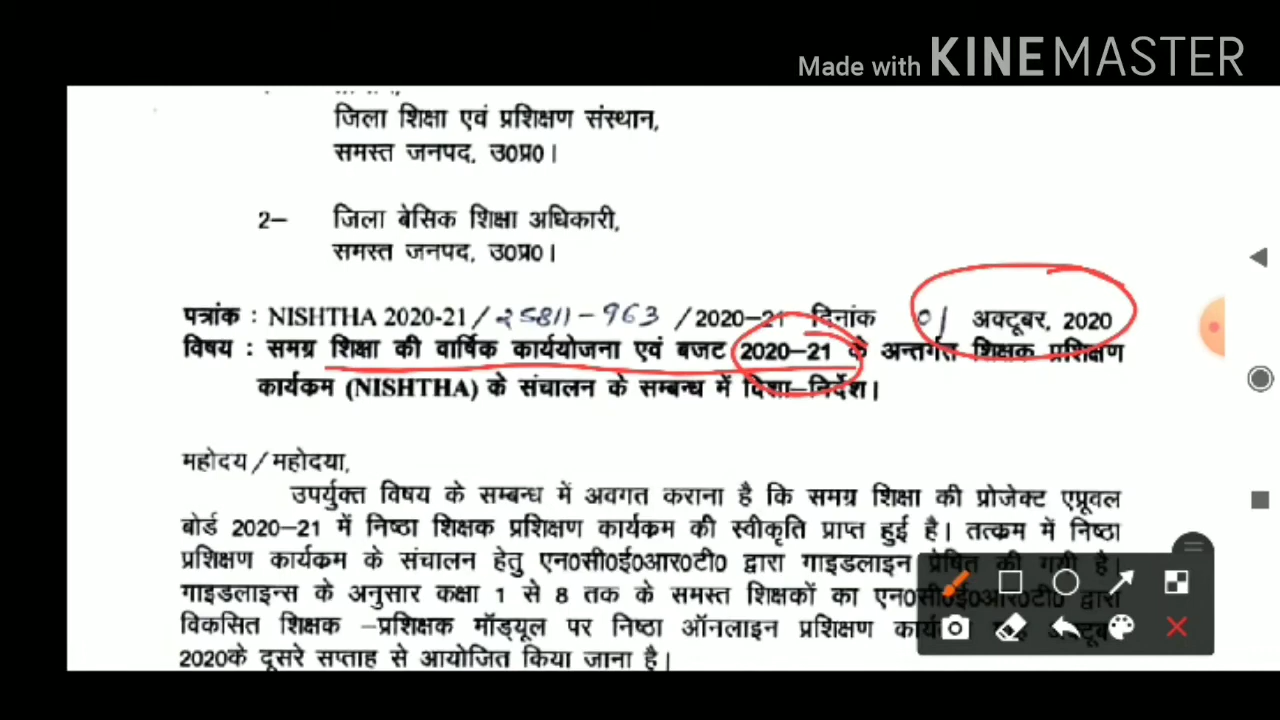 Made with KINEMASTER
जिला शिक्षा एवं प्रशिक्षण संस्थान,
समस्त जनपद, उ0प्र0।
2– जिला बेसिक शिक्षा अधिकारी,
समस्त जनपद, उ0प्र0।
पत्रांक : NISHTHA 2020-21 / 25811 – 963 / 2020–21 दिनांक 01 अक्टूबर, 2020
विषय : समग्र शिक्षा की वार्षिक कार्ययोजना एवं बजट 2020–21 के अन्तर्गत शिक्षक प्रशिक्षण
कार्यक्रम (NISHTHA) के संचालन के सम्बन्ध में दिशा–निर्देश।
महोदय / महोदया,
उपर्युक्त विषय के सम्बन्ध में अवगत कराना है कि समग्र शिक्षा की प्रोजेक्ट एप्रूवल
बोर्ड 2020–21 में निष्ठा शिक्षक प्रशिक्षण कार्यक्रम की स्वीकृति प्राप्त हुई है। तत्क्रम में निष्ठा
प्रशिक्षण कार्यक्रम के संचालन हेतु एन0सी0ई0आर0टी0 द्वारा गाइडलाइन प्रेषित की गयी है।
गाइडलाइन्स के अनुसार कक्षा 1 से 8 तक के समस्त शिक्षकों का एन0सी0ई0आर0टी0 द्वारा
विकसित शिक्षक –प्रशिक्षक मॉड्यूल पर निष्ठा ऑनलाइन प्रशिक्षण
2020के दूसरे सप्ताह से आयोजित किया जाना है।